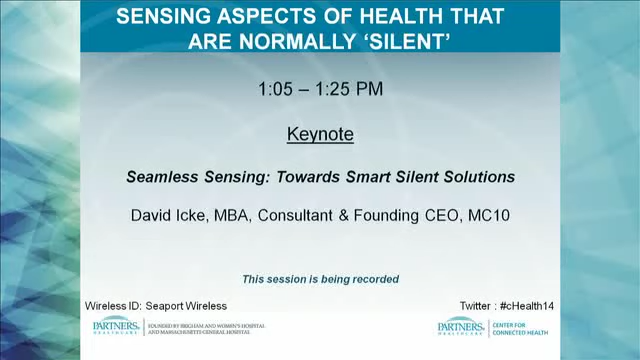 SENSING ASPECTS OF HEALTH THAT
ARE NORMALLY 'SILENT'
1:05 – 1:25 PM
Keynote
Seamless Sensing: Towards Smart Silent Solutions
David Icke, MBA, Consultant & Founding CEO, MC10
This session is being recorded
Wireless ID: Seaport Wireless
Twitter : #cHealth14
PARTNERS.
HEALTHCARE
FOUNDED BY BRIGHAM AND WOMEN'S HOSPITAL
AND MASSACHUSETTS GENERAL HOSPITAL
PARTNERS.
HEALTHCARE
CENTER FOR
CONNECTED HEALTH